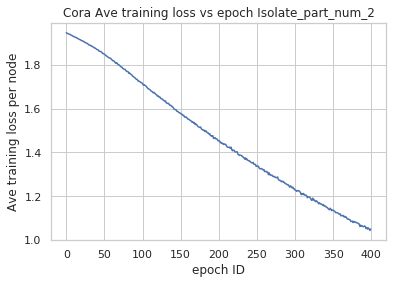 Cora Ave training loss vs epoch Isolate_part_num_2
Ave training loss per node
1.8
1.6
1.4
1.2
1.0
0 50 100 150 200 250 300 350 400
epoch ID